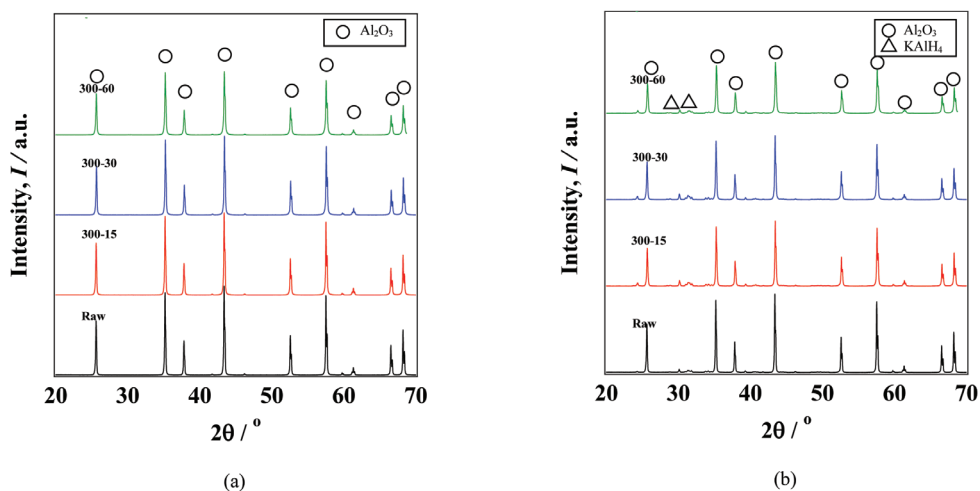 Al₂O₃
300-60
300-30
300-15
Raw
Intensity, I / a.u.
20 30 40 50 60 70
2θ / °
(a)
Al₂O₃
KAlH₄
300-60
300-30
300-15
Raw
Intensity, I / a.u.
20 30 40 50 60 70
2θ / °
(b)